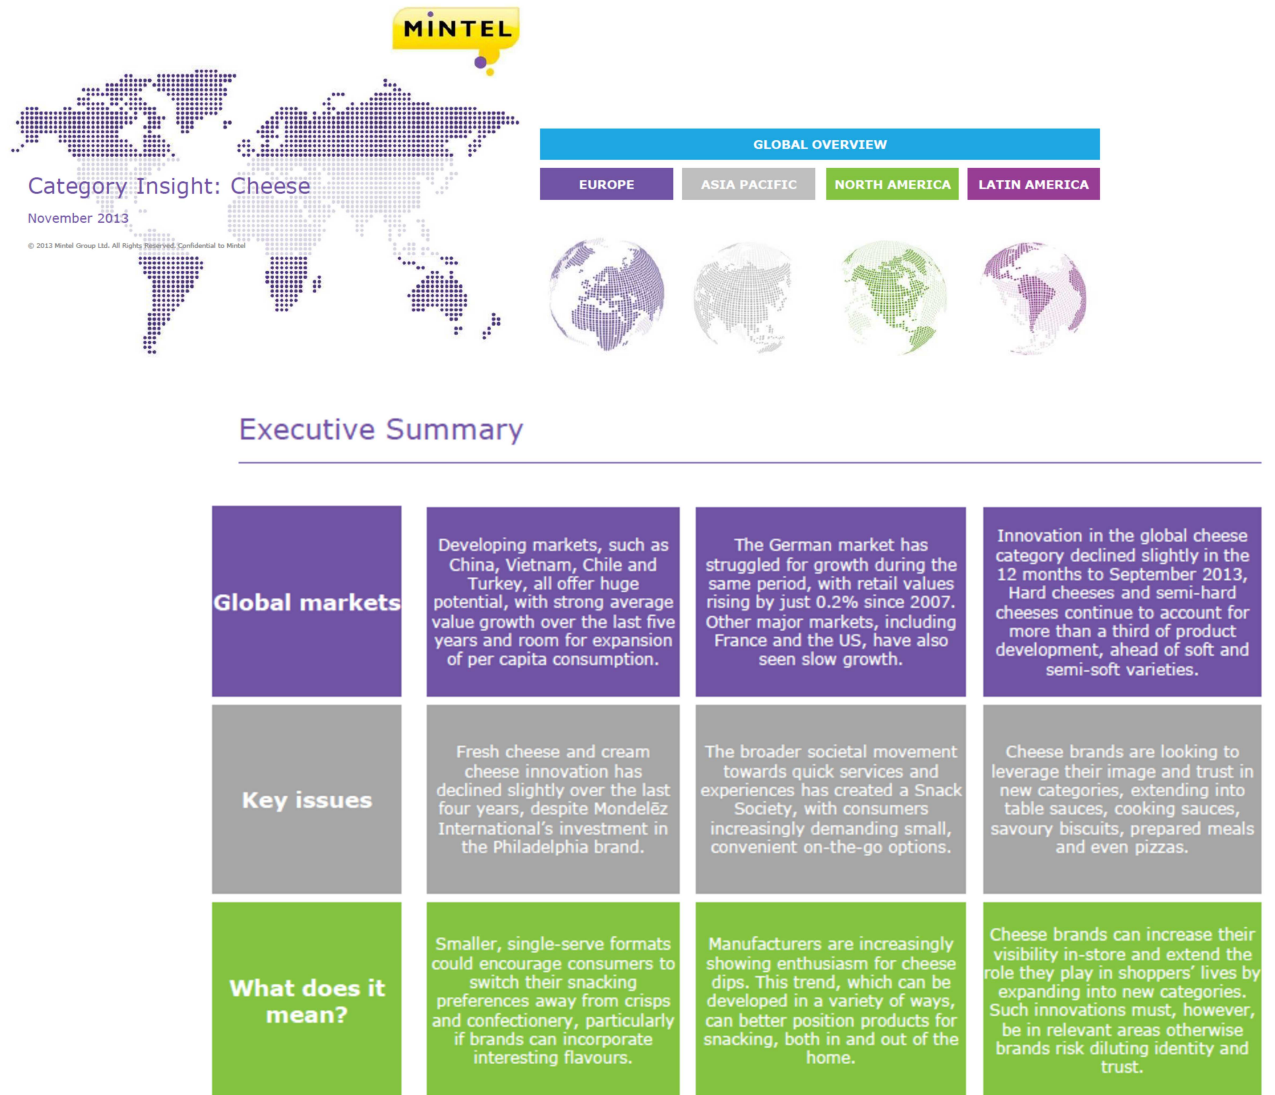 MINTEL
Category Insight: Cheese
November 2013
© 2013 Mintel Group Ltd. All Rights Reserved. Confidential to Mintel
GLOBAL OVERVIEW
EUROPE
ASIA PACIFIC
NORTH AMERICA
LATIN AMERICA
Executive Summary
Global markets
Developing markets, such as
China, Vietnam, Chile and
Turkey, all offer huge
potential, with strong average
value growth over the last five
years and room for expansion
of per capita consumption.
The German market has
struggled for growth during the
same period, with retail values
rising by just 0.2% since 2007.
Other major markets, including
France and the US, have also
seen slow growth.
Innovation in the global cheese
category declined slightly in the
12 months to September 2013,
Hard cheeses and semi-hard
cheeses continue to account for
more than a third of product
development, ahead of soft and
semi-soft varieties.
Key issues
Fresh cheese and cream
cheese innovation has
declined slightly over the last
four years, despite Mondelēz
International's investment in
the Philadelphia brand.
The broader societal movement
towards quick services and
experiences has created a Snack
Society, with consumers
increasingly demanding small,
convenient on-the-go options.
Cheese brands are looking to
leverage their image and trust in
new categories, extending into
table sauces, cooking sauces,
savoury biscuits, prepared meals
and even pizzas.
What does it
mean?
Smaller, single-serve formats
could encourage consumers to
switch their snacking
preferences away from crisps
and confectionery, particularly
if brands can incorporate
interesting flavours.
Manufacturers are increasingly
showing enthusiasm for cheese
dips. This trend, which can be
developed in a variety of ways,
can better position products for
snacking, both in and out of the
home.
Cheese brands can increase their
visibility in-store and extend the
role they play in shoppers' lives by
expanding into new categories.
Such innovations must, however,
be in relevant areas otherwise
brands risk diluting identity and
trust.